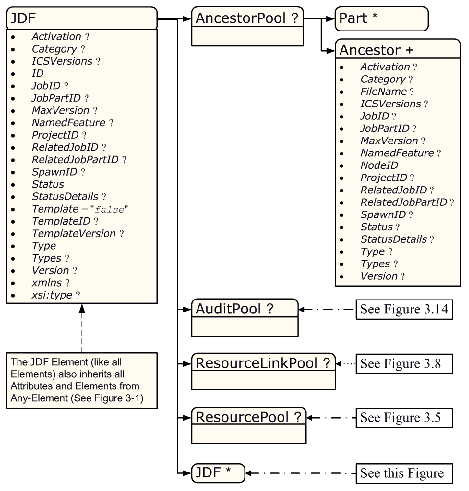 JDF
• Activation ?
• Category ?
• ICSVersions ?
• ID
• JobID ?
• JobPartID ?
• MaxVersion ?
• NamedFeature ?
• ProjectID ?
• RelatedJobID ?
• RelatedJobPartID ?
• SpawnID ?
• Status
• StatusDetails ?
• Template ="false"
• TemplateID ?
• TemplateVersion ?
• Type
• Types ?
• Version ?
• xmlns ?
• xsi:type ?
The JDF Element (like all
Elements) also inherits all
Attributes and Elements from
Any-Element (See Figure 3-1)
AncestorPool ?
Part *
Ancestor +
• Activation ?
• Category ?
• FileName ?
• ICSVersions ?
• JobID ?
• JobPartID ?
• MaxVersion ?
• NamedFeature ?
• NodeID
• ProjectID ?
• RelatedJobID ?
• RelatedJobPartID ?
• SpawnID ?
• Status ?
• StatusDetails ?
• Type ?
• Types ?
• Version ?
AuditPool ?
See Figure 3.14
ResourceLinkPool ?
See Figure 3.8
ResourcePool ?
See Figure 3.5
JDF *
See this Figure